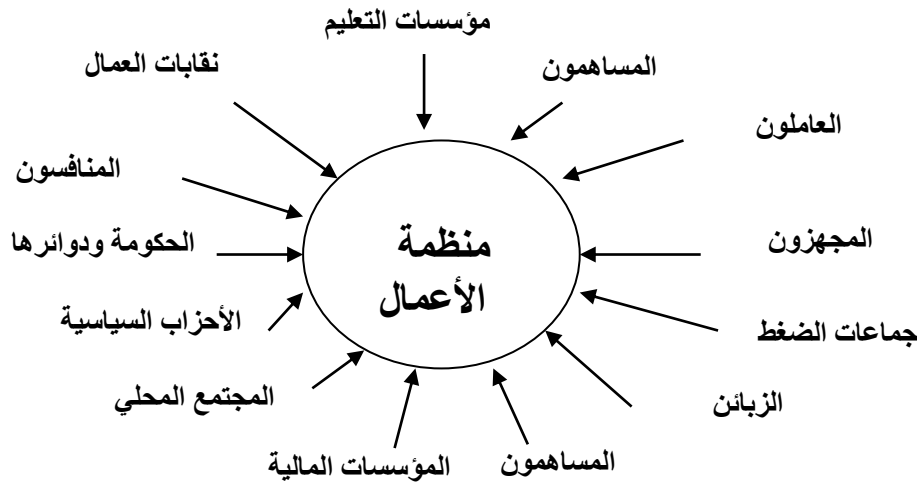 مؤسسات التعليم
المساهمون
نقابات العمال
العاملون
المنافسون
المجهزون
الحكومة ودوائرها
منظمة
الأعمال
جماعات الضغط
الأحزاب السياسية
الزبائن
المجتمع المحلي
المساهمون
المؤسسات المالية